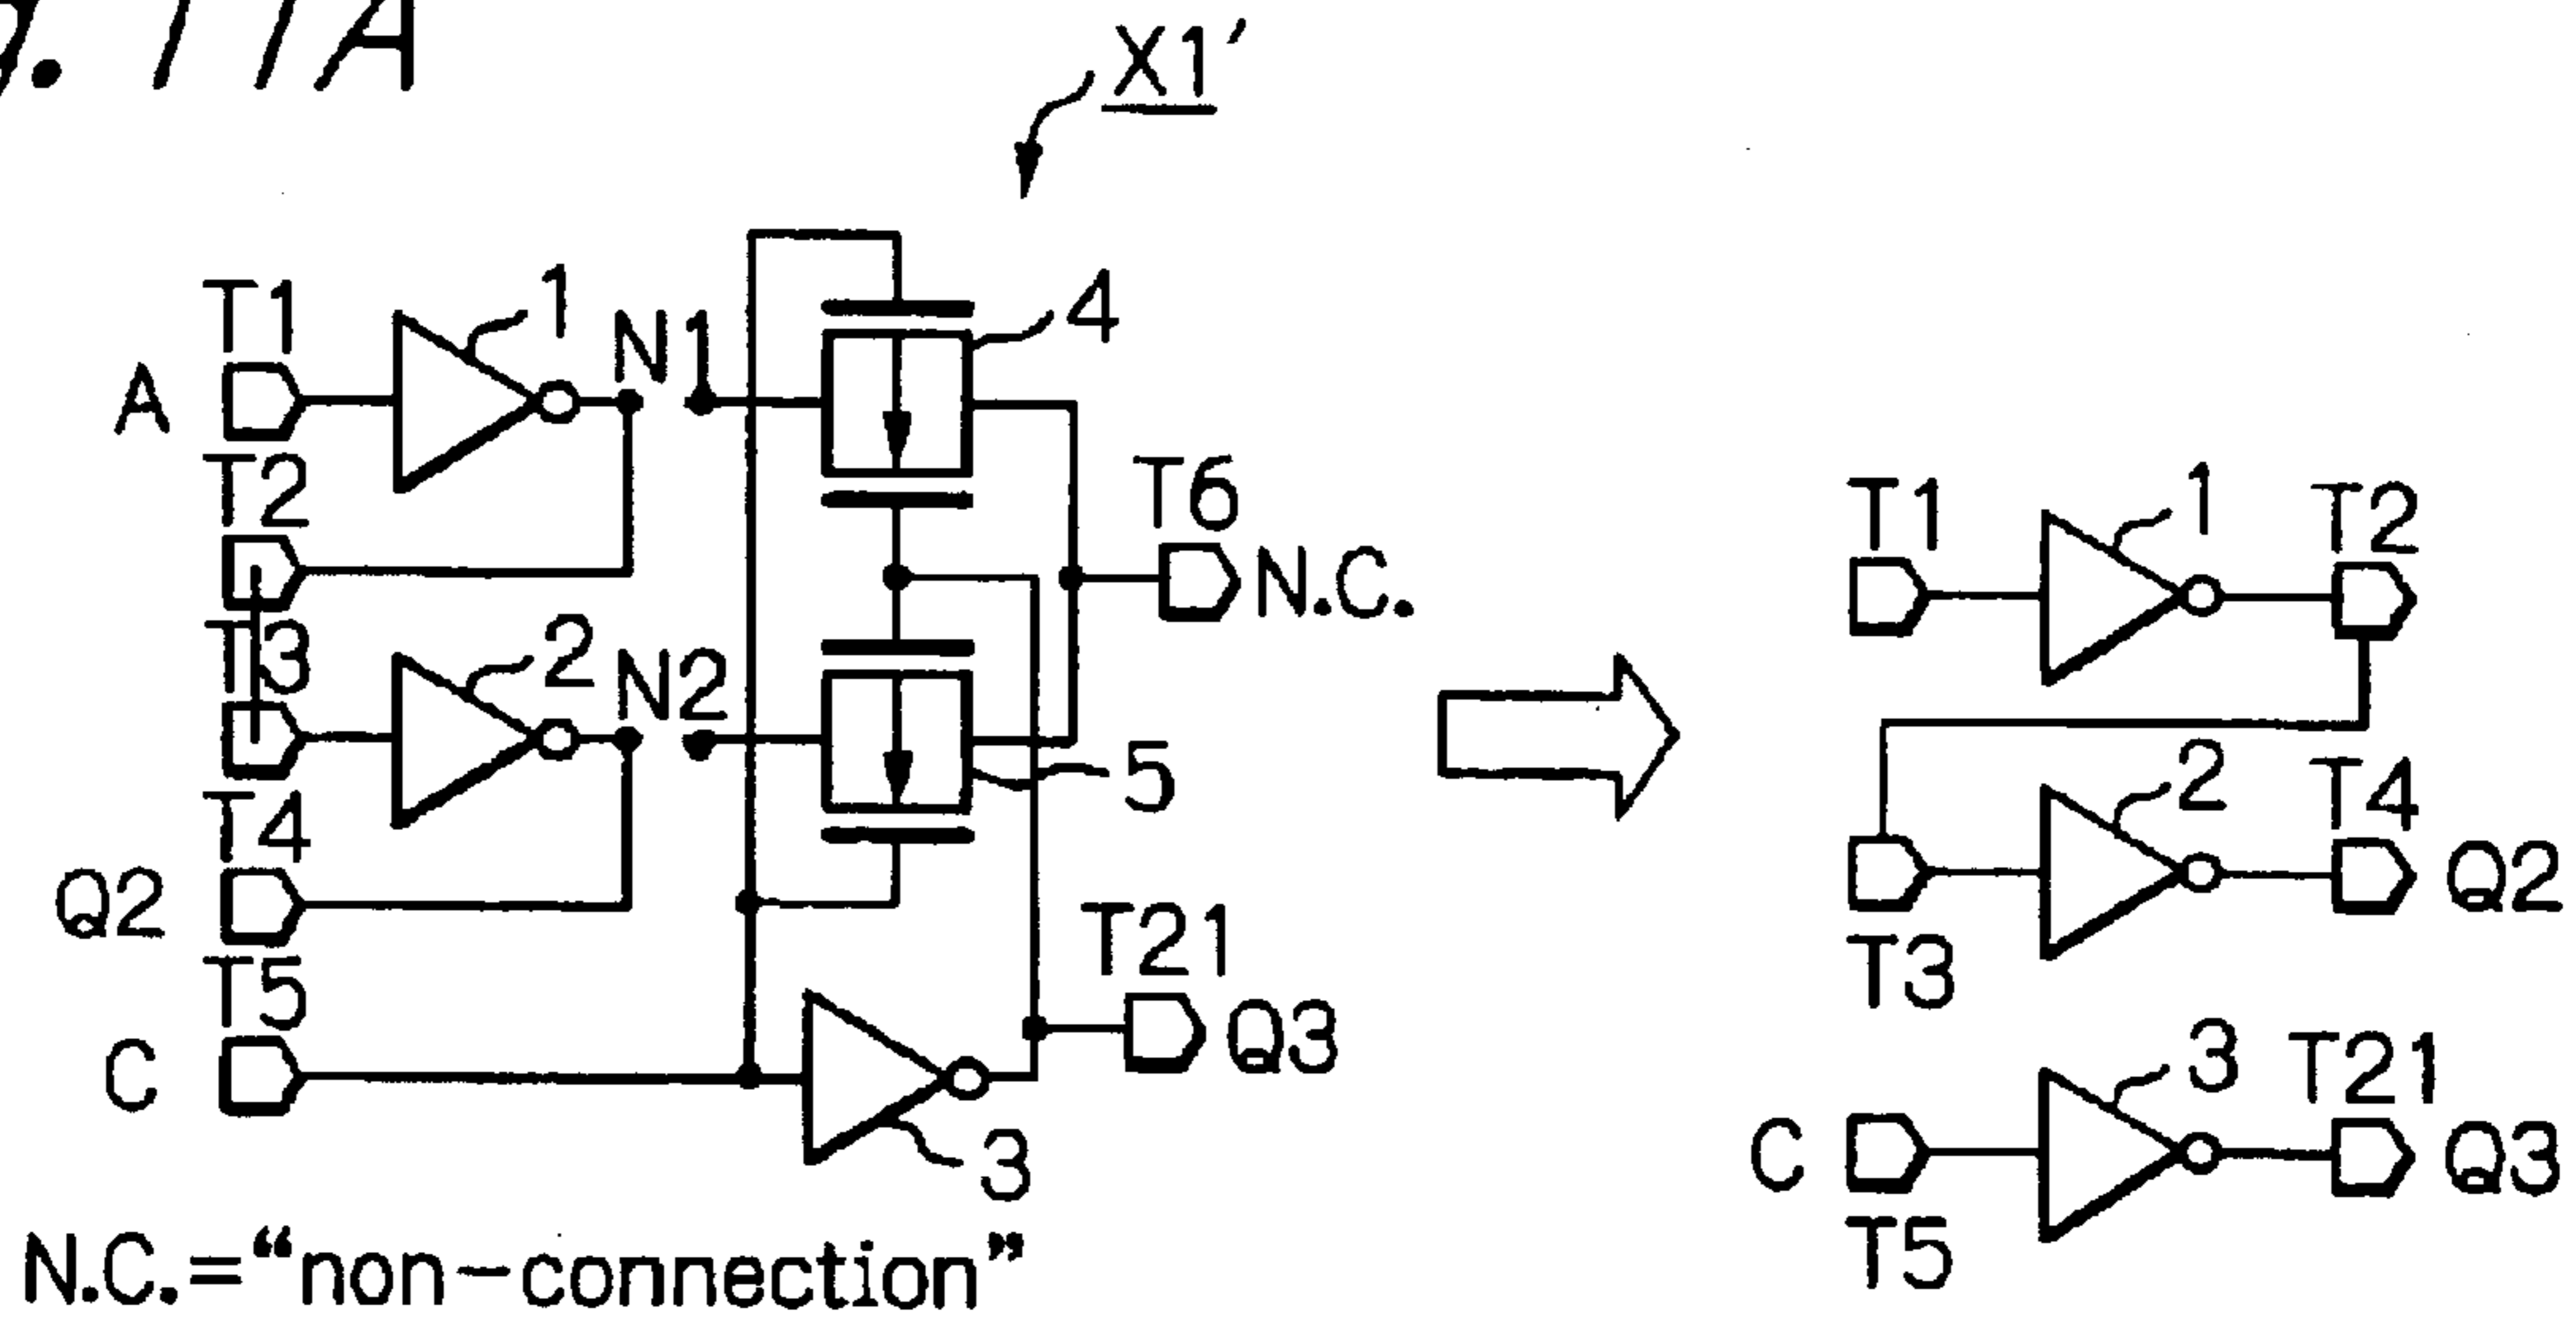 11A
X1'
T1
1
N1
4
A
T2
T6
N.C.
T3
2
N2
5
T4
Q2
T5
T21
Q3
C
3
N.C.="non-connection"
T1
1
T2
2
T4
Q2
T3
3
T21
C
Q3
T5